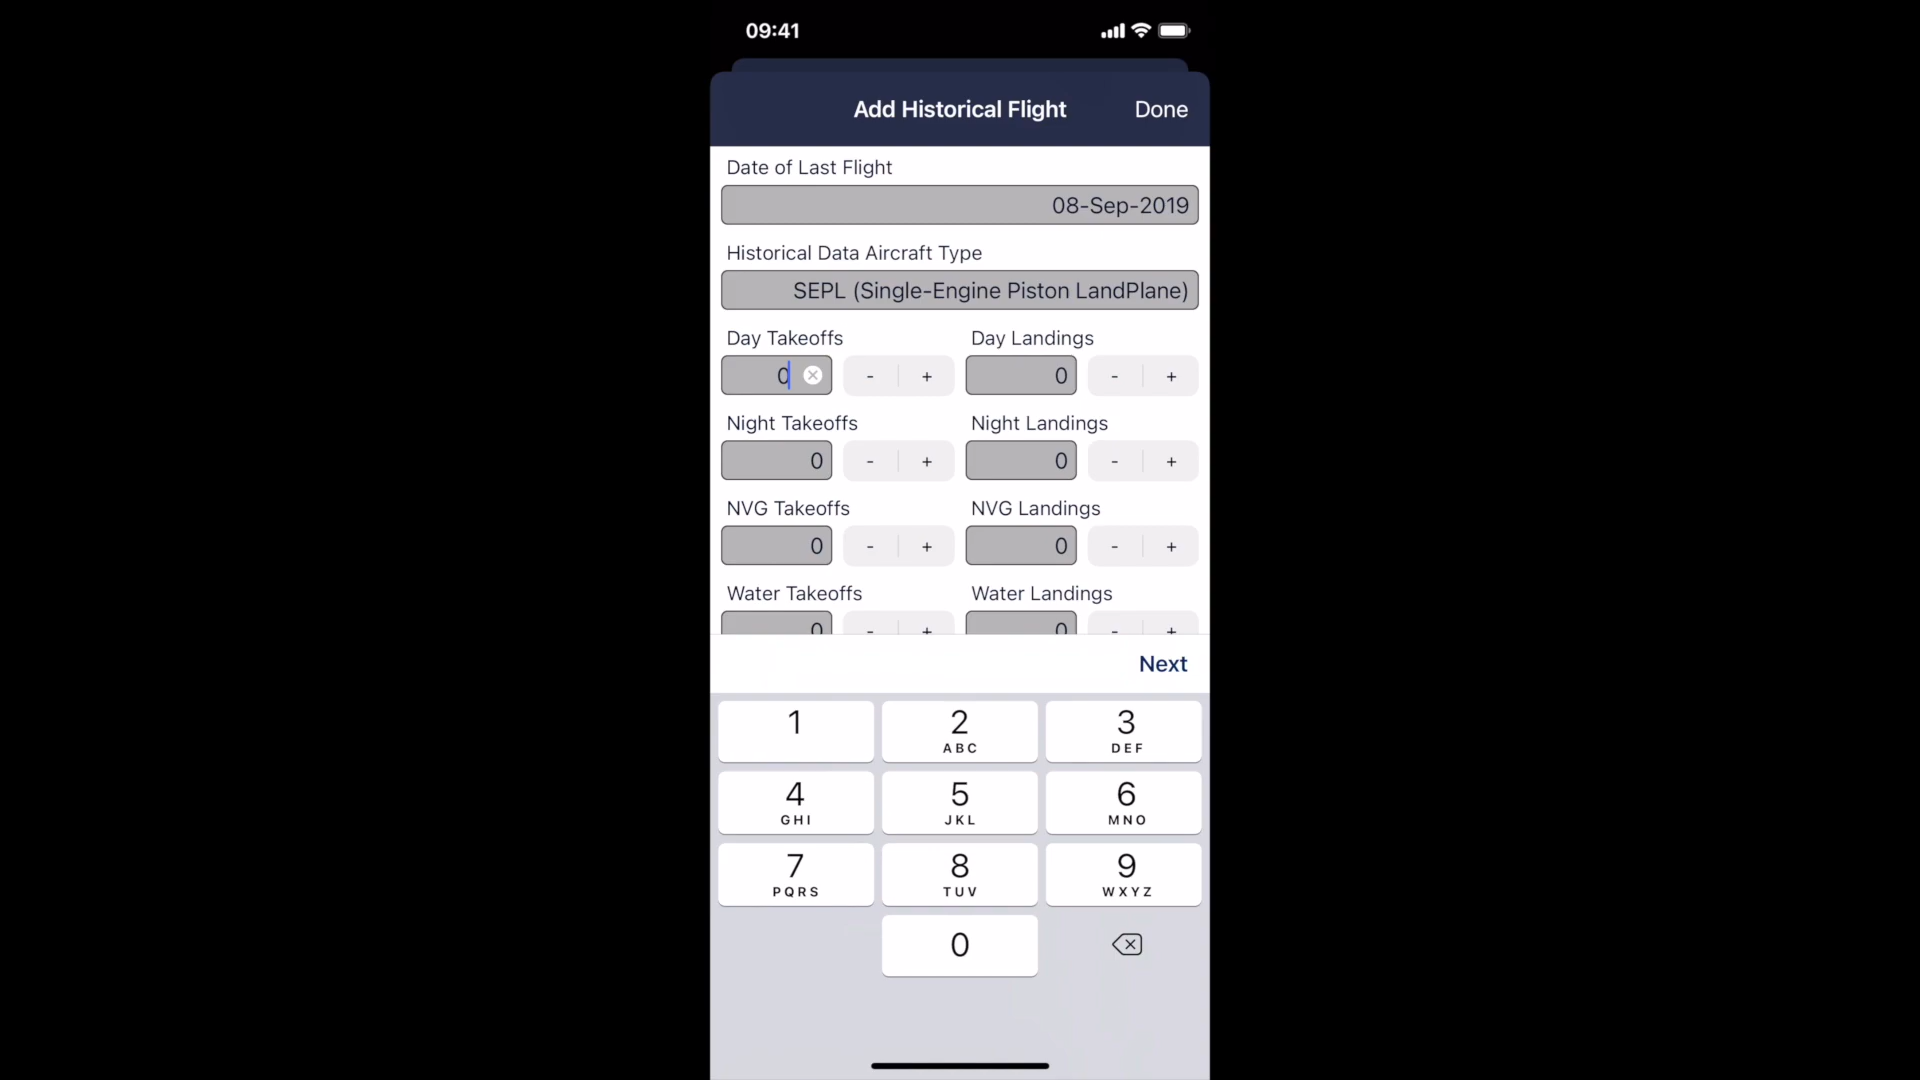 09:41
Add Historical Flight Done
Date of Last Flight
08-Sep-2019
Historical Data Aircraft Type
SEPL (Single-Engine Piston LandPlane)
Day Takeoffs Day Landings
0 - + 0 - +
Night Takeoffs Night Landings
0 - + 0 - +
NVG Takeoffs NVG Landings
0 - + 0 - +
Water Takeoffs Water Landings
0 - + 0 - +
Next
1 2 3
ABC DEF
4 5 6
GHI JKL MNO
7 8 9
PQRS TUV WXYZ
0